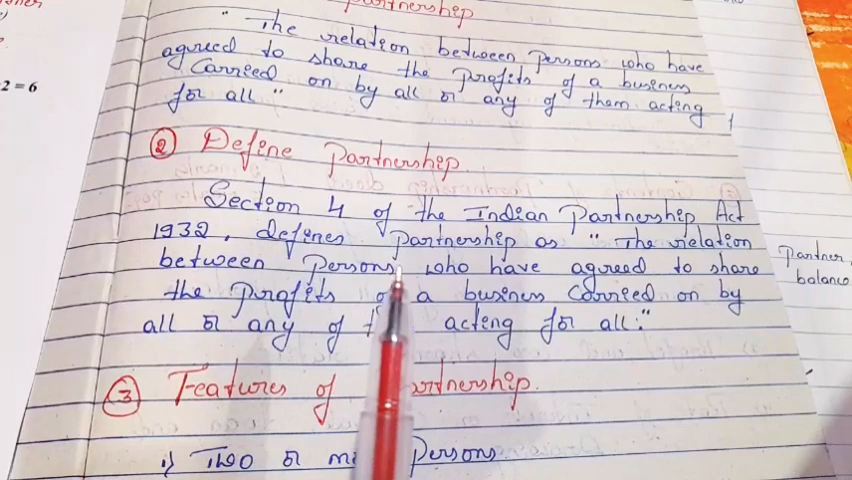 Partnership
2 = 6
"The relation between Persons who have
agreed to share the Profits of a business
Carried on by all or any of them acting
for all"
② Define Partnership.
Section 4 of the Indian Partnership Act
1932, defines Partnership as "The relation
between Persons who have agreed to share
the Profits of a business Carried on by
all or any of t acting for all."
Partner
balance
③ Features of artnership.
i) Two or m Persons